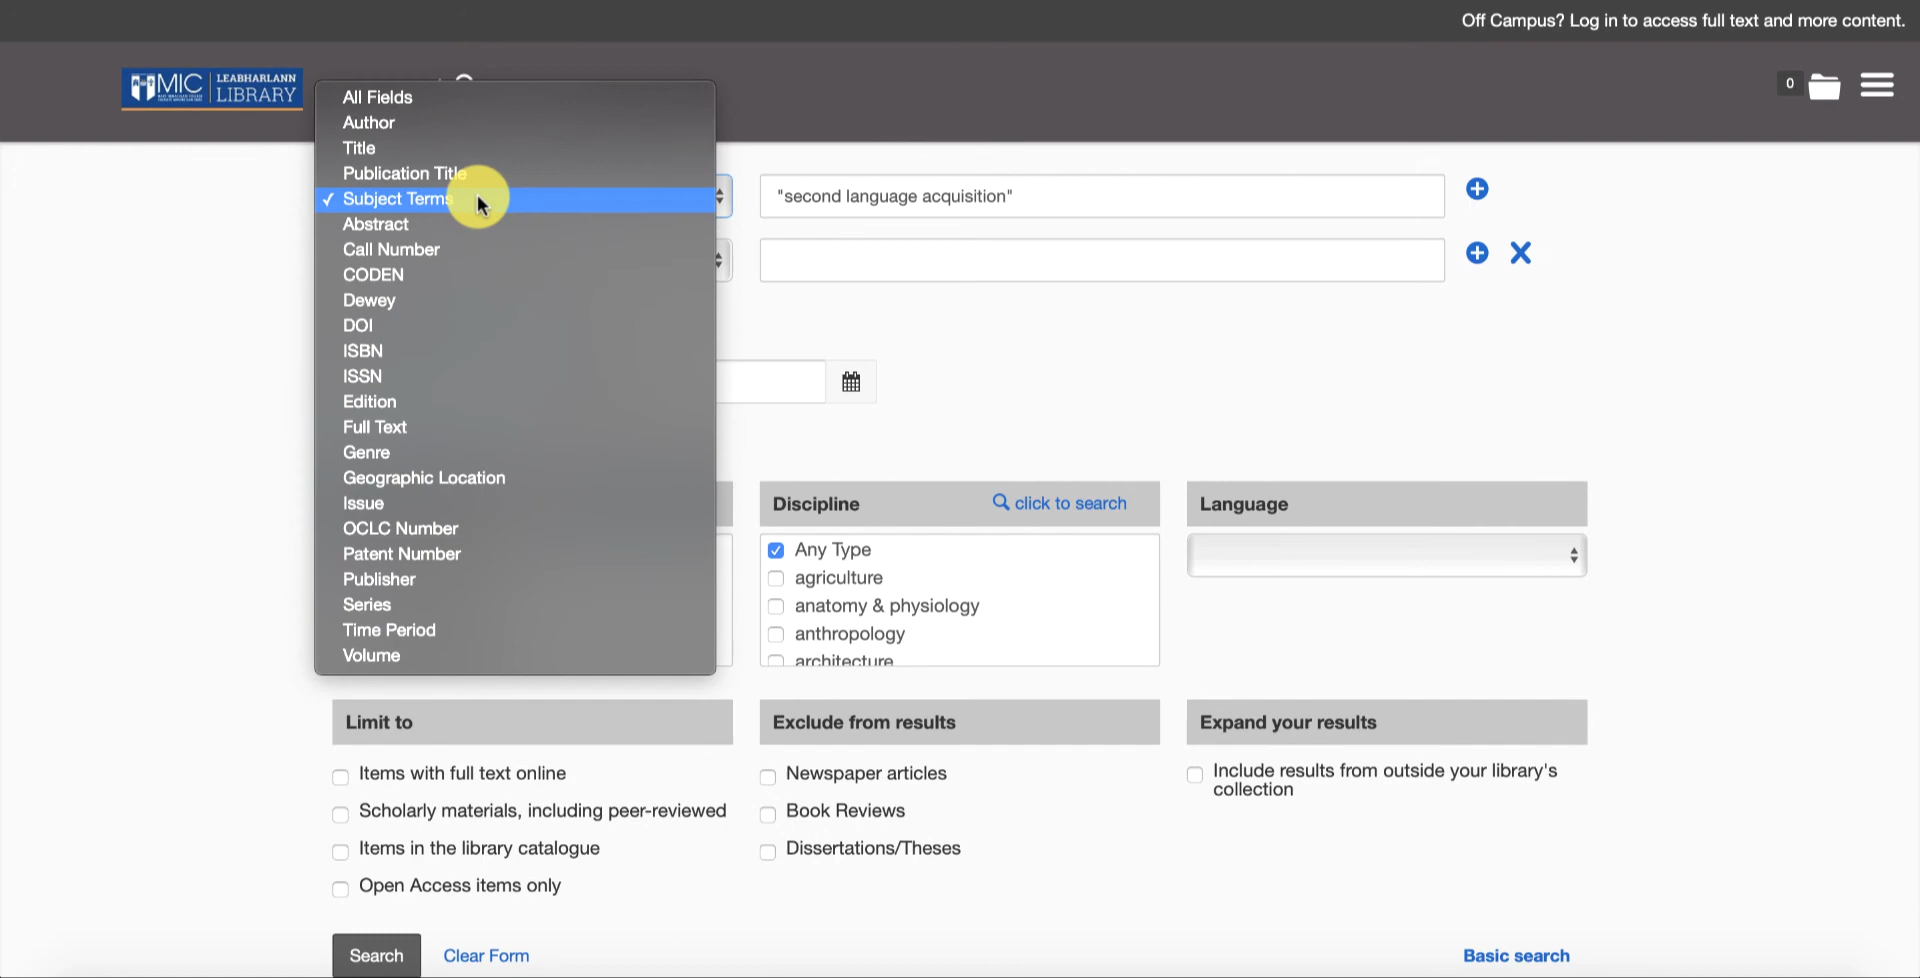 Off Campus? Log in to access full text and more content.
MIC
LEABHARLANN
LIBRARY
0
All Fields
Author
Title
Publication Title
✓ Subject Terms
Abstract
Call Number
CODEN
Dewey
DOI
ISBN
ISSN
Edition
Full Text
Genre
Geographic Location
Issue
OCLC Number
Patent Number
Publisher
Series
Time Period
Volume
"second language acquisition"
Discipline
click to search
Any Type
agriculture
anatomy & physiology
anthropology
architecture
Language
Limit to
Items with full text online
Scholarly materials, including peer-reviewed
Items in the library catalogue
Open Access items only
Exclude from results
Newspaper articles
Book Reviews
Dissertations/Theses
Expand your results
Include results from outside your library's
collection
Search
Clear Form
Basic search